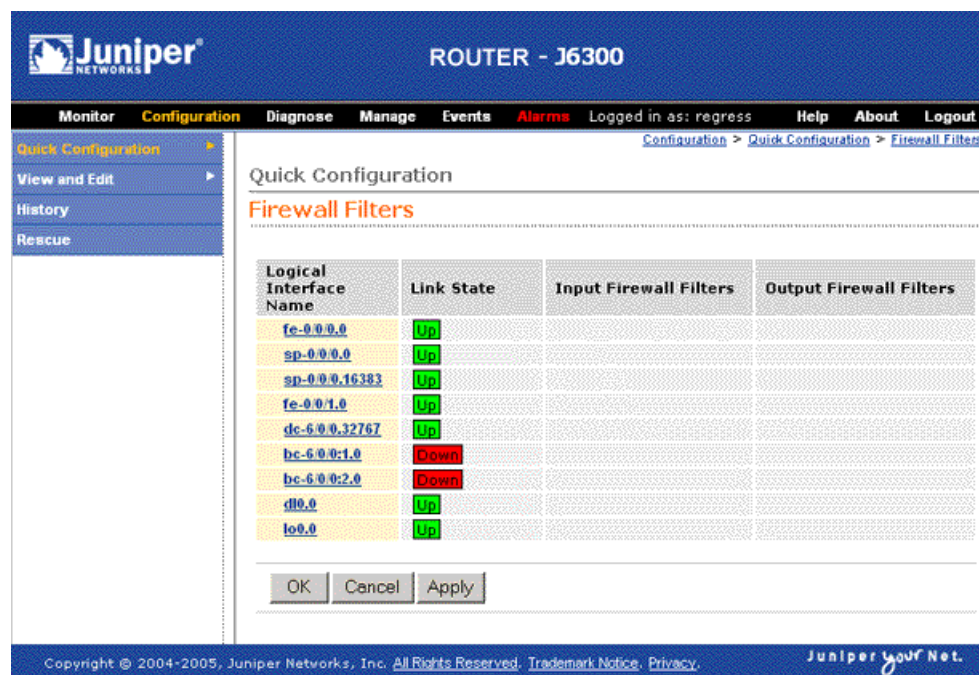 Juniper®
NETWORKS
ROUTER - J6300
Monitor Configuration Diagnose Manage Events Alarms Logged in as: regress Help About Logout
Configuration > Quick Configuration > Firewall Filters
Quick Configuration
View and Edit
History
Rescue
Quick Configuration
Firewall Filters
Logical Interface Name Link State Input Firewall Filters Output Firewall Filters
fe-0/0/0.0 Up
sp-0/0/0.0 Up
sp-0/0/0.16383 Up
fe-0/0/1.0 Up
dc-6/0/0.32767 Up
bc-6/0/0:1.0 Down
bc-6/0/0:2.0 Down
dl0.0 Up
lo0.0 Up
OK Cancel Apply
Copyright © 2004-2005, Juniper Networks, Inc. All Rights Reserved. Trademark Notice. Privacy.
Juniper your Net.